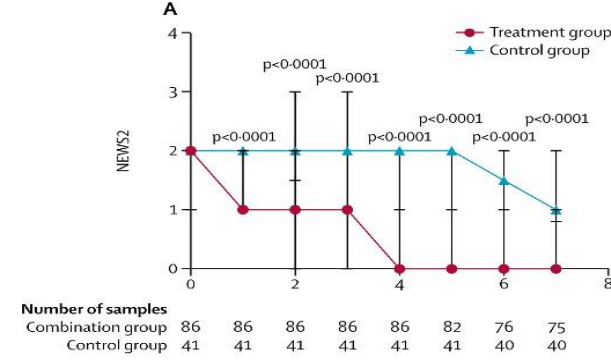 A
Treatment group
Control group
4
3
2
1
0
NEWS2
p<0·0001
p<0·0001
p<0·0001
p<0·0001
p<0·0001
p<0·0001
p<0·0001
0 2 4 6 8
Number of samples
Combination group 86 86 86 86 86 82 76 75
Control group 41 41 41 41 41 41 40 40